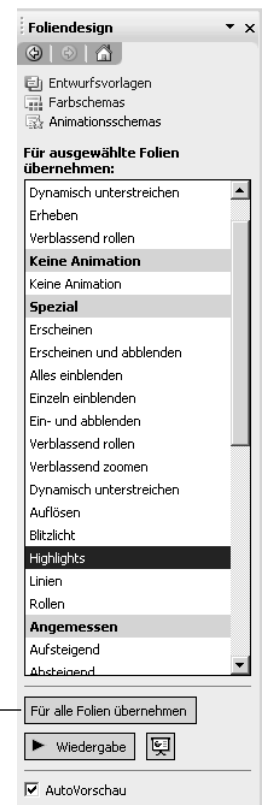 Foliendesign
Entwurfsvorlagen
Farbschemas
Animationsschemas
Für ausgewählte Folien
übernehmen:
Dynamisch unterstreichen
Erheben
Verblassend rollen
Keine Animation
Keine Animation
Spezial
Erscheinen
Erscheinen und abblenden
Alles einblenden
Einzeln einblenden
Ein- und abblenden
Verblassend rollen
Verblassend zoomen
Dynamisch unterstreichen
Auflösen
Blitzlicht
Highlights
Linien
Rollen
Angemessen
Aufsteigend
Absteigend
Für alle Folien übernehmen
Wiedergabe
AutoVorschau